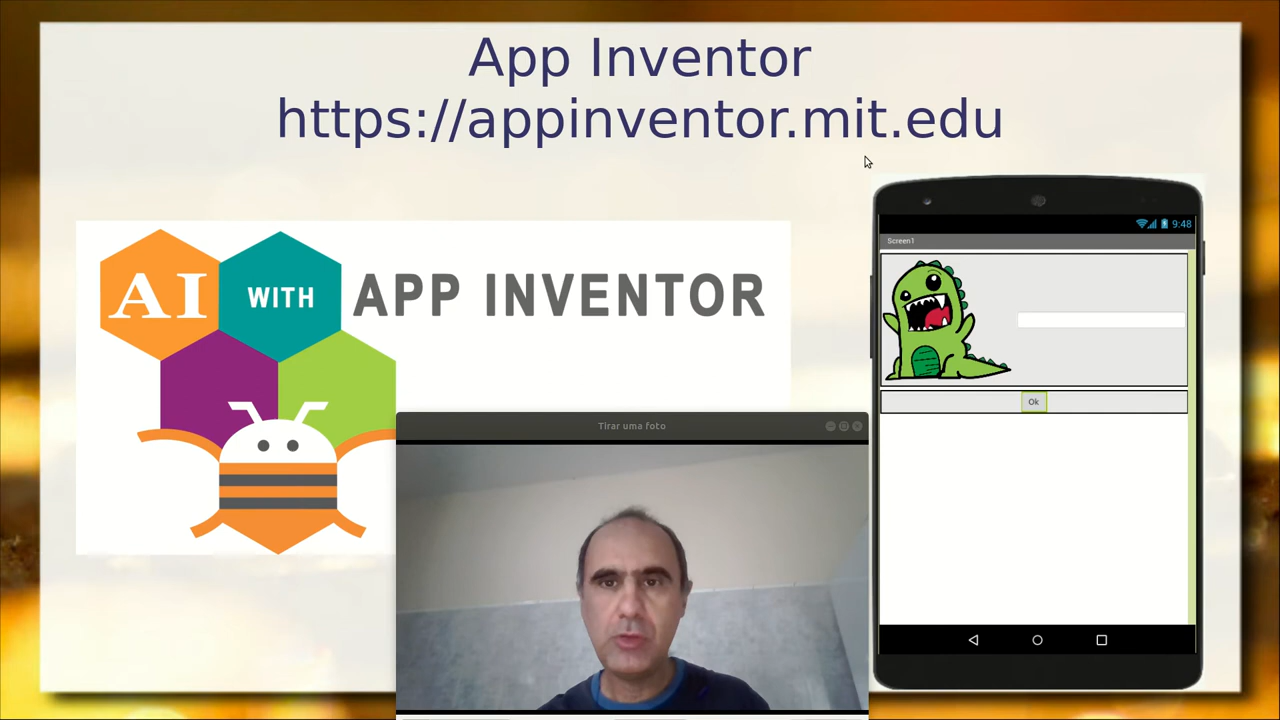 App Inventor
https://appinventor.mit.edu
AI WITH APP INVENTOR
9:48
Screen1
Ok
Tirar uma foto